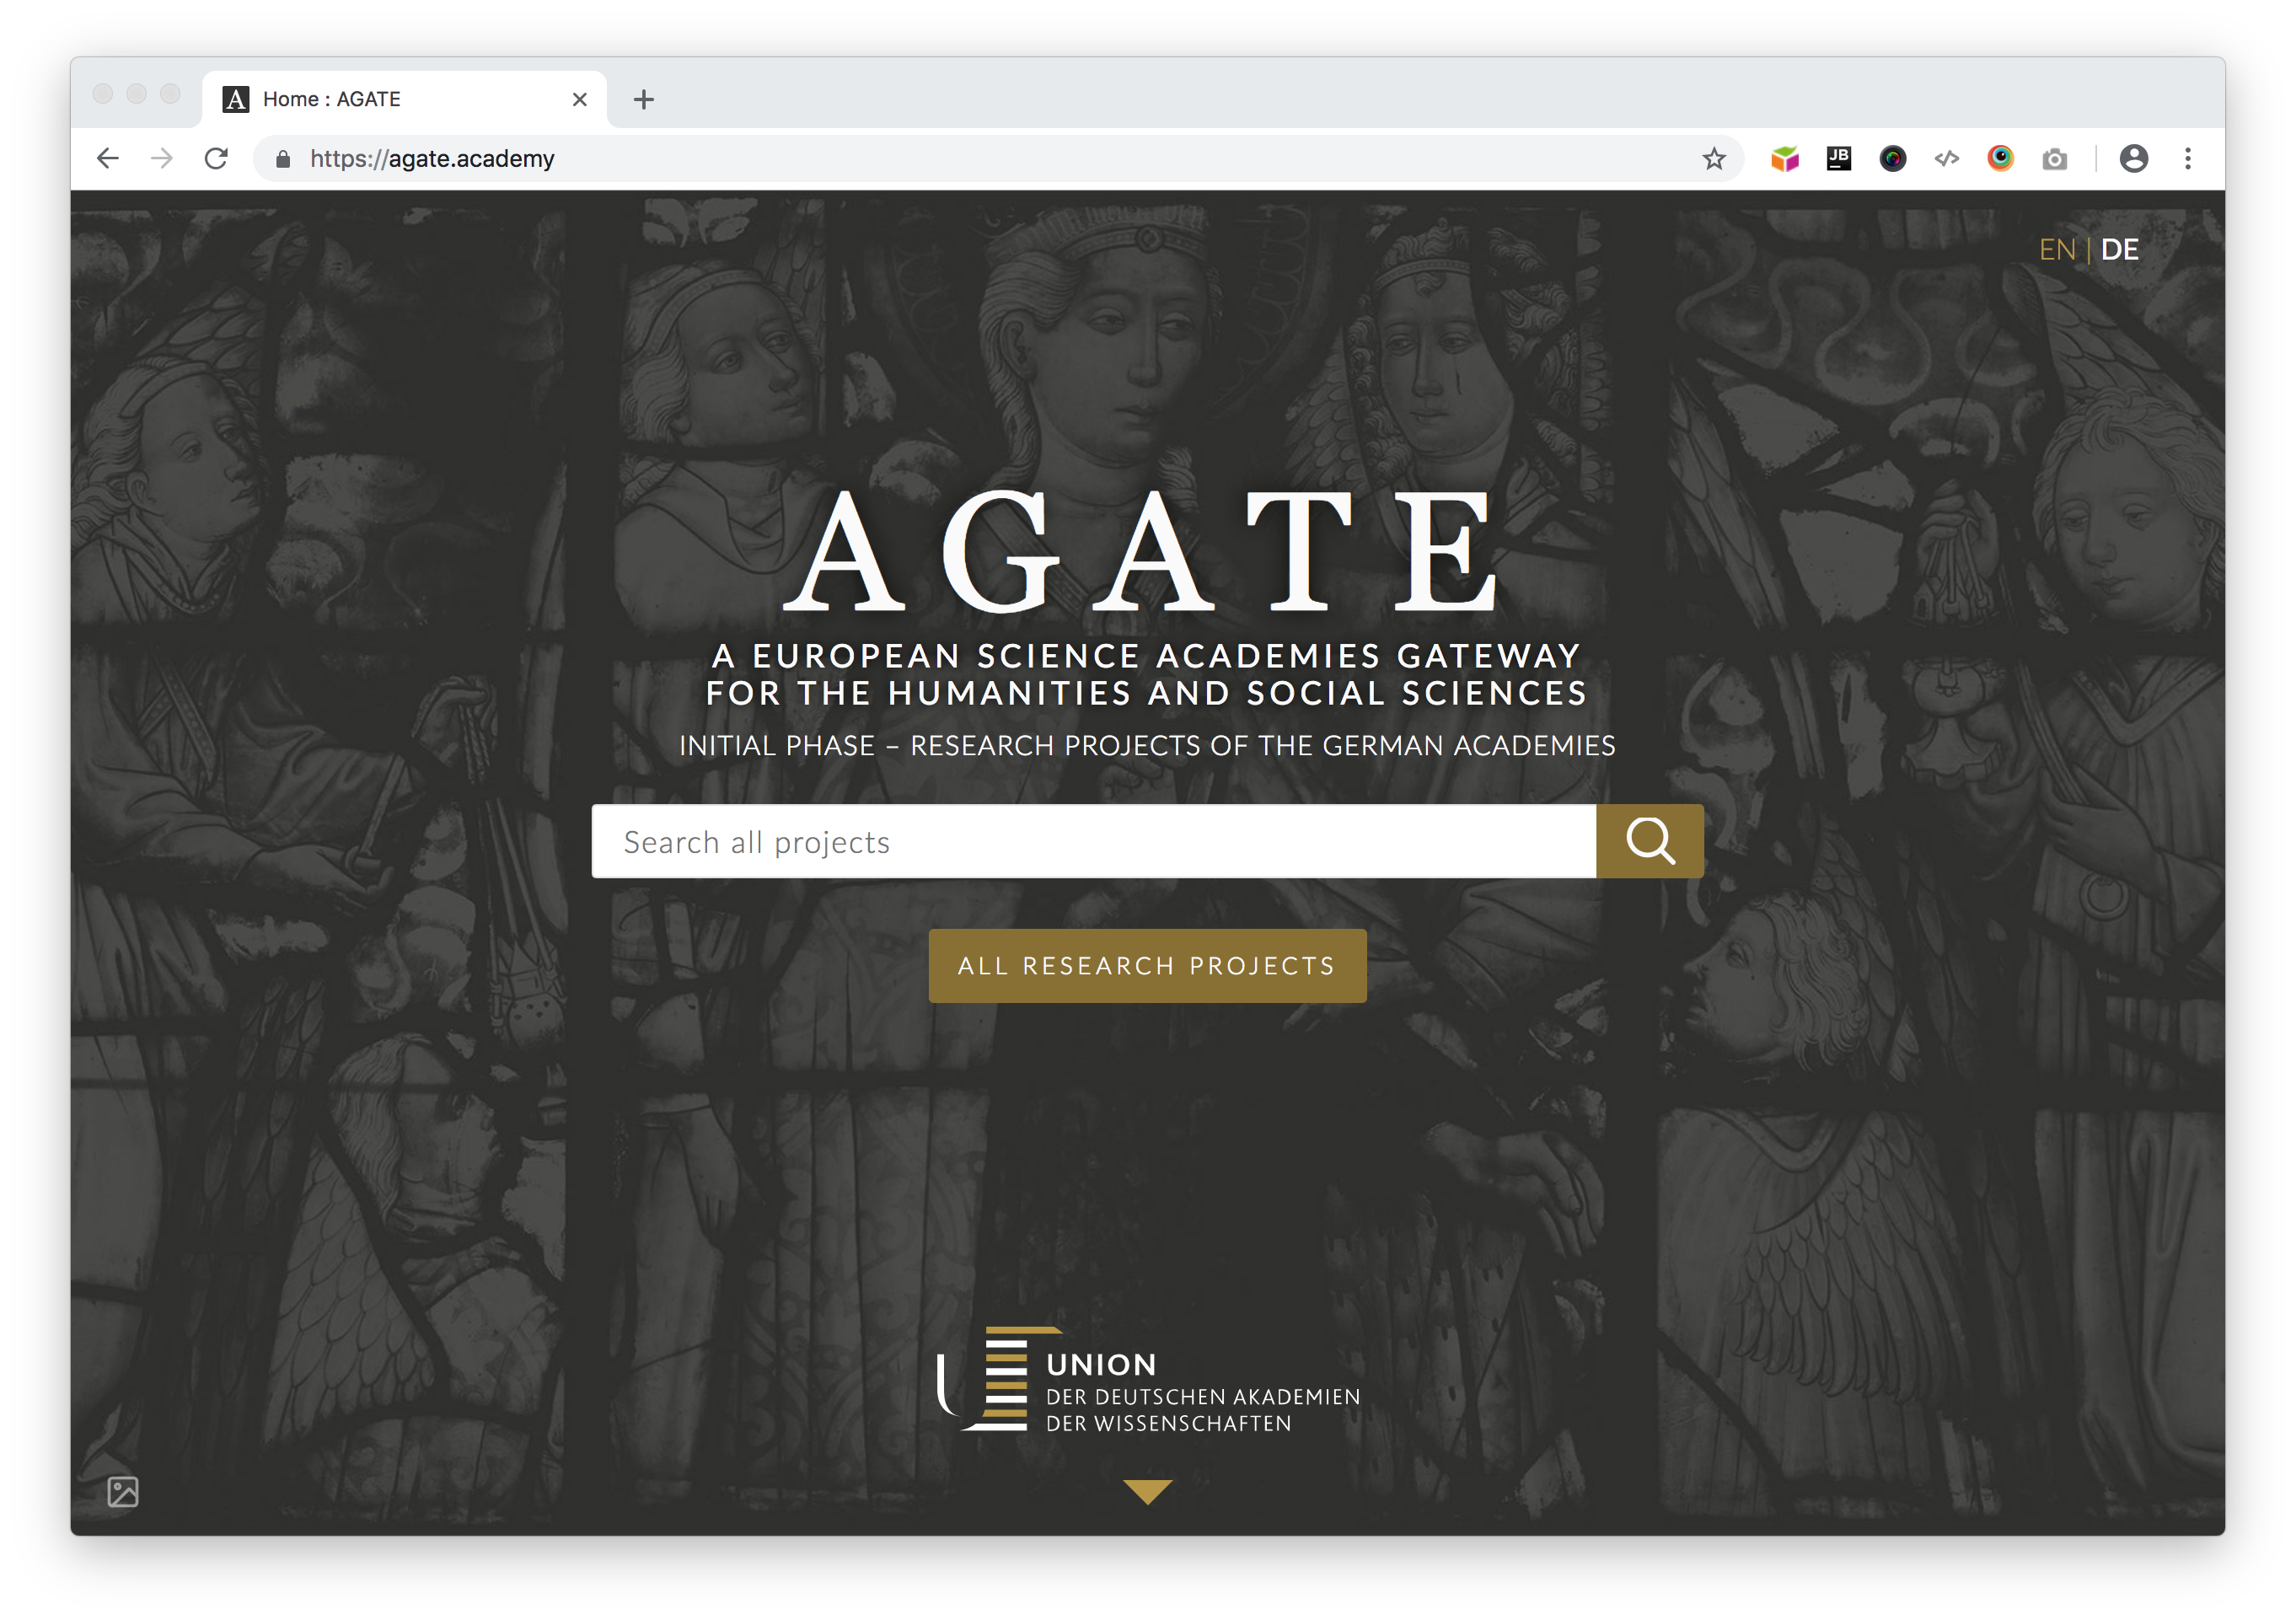 A Home : AGATE
https://agate.academy
JB
EN | DE
AGATE
A EUROPEAN SCIENCE ACADEMIES GATEWAY
FOR THE HUMANITIES AND SOCIAL SCIENCES
INITIAL PHASE – RESEARCH PROJECTS OF THE GERMAN ACADEMIES
Search all projects
ALL RESEARCH PROJECTS
UNION
DER DEUTSCHEN AKADEMIEN
DER WISSENSCHAFTEN